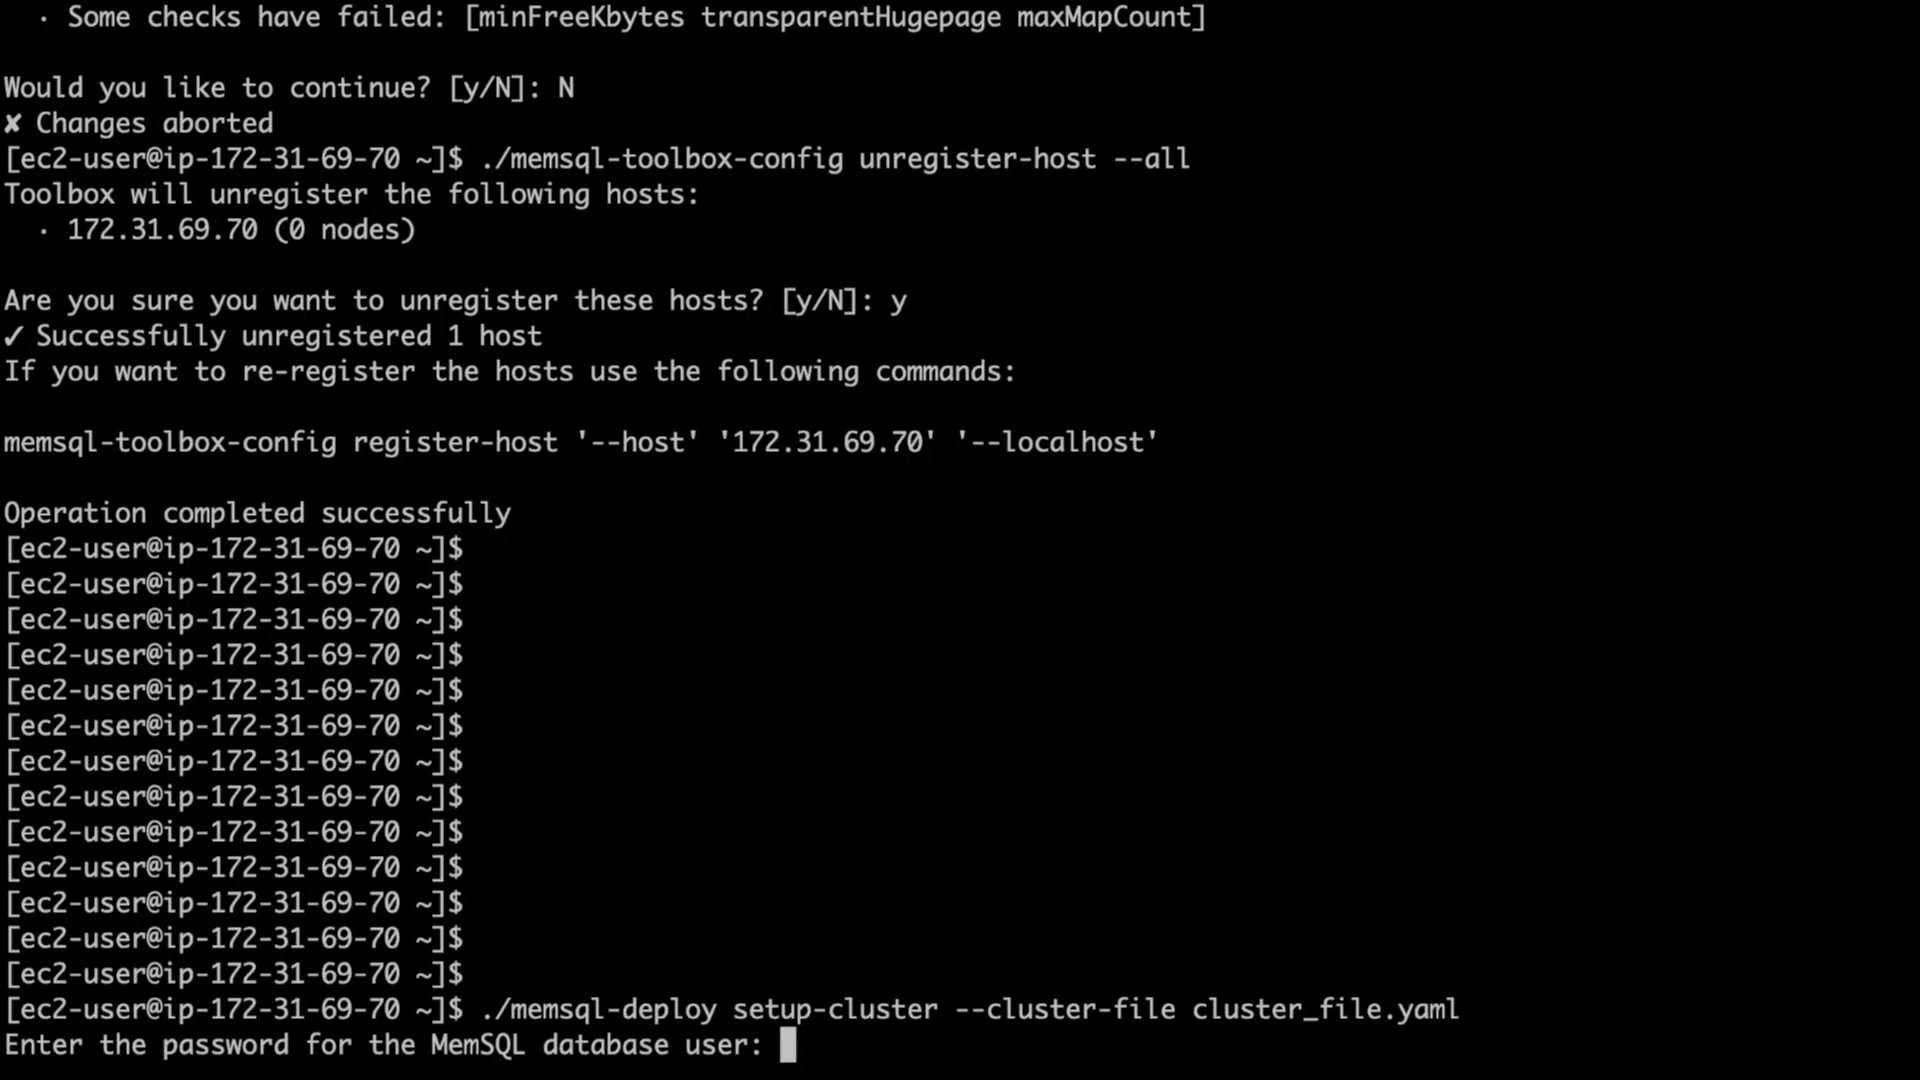 · Some checks have failed: [minFreeKbytes transparentHugepage maxMapCount]
Would you like to continue? [y/N]: N
✘ Changes aborted
[ec2-user@ip-172-31-69-70 ~]$ ./memsql-toolbox-config unregister-host --all
Toolbox will unregister the following hosts:
· 172.31.69.70 (0 nodes)
Are you sure you want to unregister these hosts? [y/N]: y
✓ Successfully unregistered 1 host
If you want to re-register the hosts use the following commands:
memsql-toolbox-config register-host '--host' '172.31.69.70' '--localhost'
Operation completed successfully
[ec2-user@ip-172-31-69-70 ~]$
[ec2-user@ip-172-31-69-70 ~]$
[ec2-user@ip-172-31-69-70 ~]$
[ec2-user@ip-172-31-69-70 ~]$
[ec2-user@ip-172-31-69-70 ~]$
[ec2-user@ip-172-31-69-70 ~]$
[ec2-user@ip-172-31-69-70 ~]$
[ec2-user@ip-172-31-69-70 ~]$
[ec2-user@ip-172-31-69-70 ~]$
[ec2-user@ip-172-31-69-70 ~]$
[ec2-user@ip-172-31-69-70 ~]$
[ec2-user@ip-172-31-69-70 ~]$
[ec2-user@ip-172-31-69-70 ~]$
[ec2-user@ip-172-31-69-70 ~]$ ./memsql-deploy setup-cluster --cluster-file cluster_file.yaml
Enter the password for the MemSQL database user: